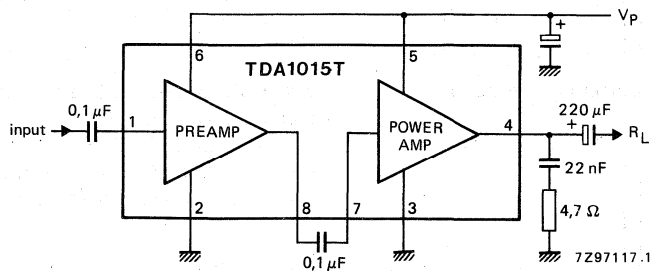 +
V_P
6
5
TDA1015T
0,1 µF
220 µF
input
1
PREAMP
POWER
AMP
4
+
R_L
22 nF
2
8
7
3
4,7 Ω
0,1 µF
7Z97117.1